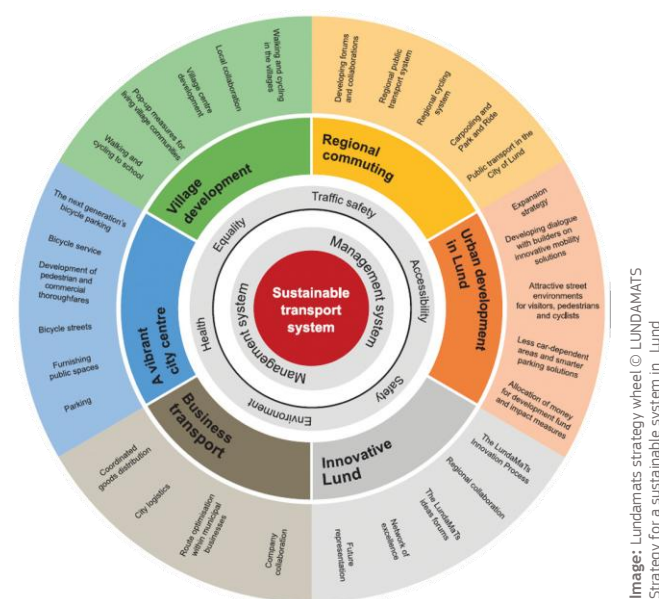 Sustainable
transport
system
Management system
Management system
Traffic safety
Accessibility
Safety
Environment
Health
Equality
Regional
commuting
Developing forums
and collaborations
Regional public
transport system
Regional cycling
system
Carpooling and
Park and Ride
Public transport in the
City of Lund
Urban development
in Lund
Expansion
strategy
Developing dialogue
with builders on
innovative mobility
solutions
Attractive street
environments
for visitors, pedestrians
and cyclists
Less car-dependent
areas and smarter
parking solutions
Allocation of money
for development fund
and impact measures
Innovative
Lund
The LundaMaTs
Innovation Process
Regional collaboration
The LundaMaTs
ideas forums
Network of
excellence
Future
representation
Business
transport
Company
collaboration
Route optimisation
within municipal
businesses
City logistics
Coordinated
goods distribution
A vibrant
city centre
Parking
Furnishing
public spaces
Bicycle streets
Development of
pedestrian and
commercial
thoroughfares
Bicycle service
The next generation's
bicycle parking
Village
development
Walking and
cycling to school
Pop-up measures for
living village communities
Village centre
development
Local collaboration
Walking and cycling
in the villages
Image: Lundamats strategy wheel © LUNDAMATS
Strategy for a sustainable system in Lund